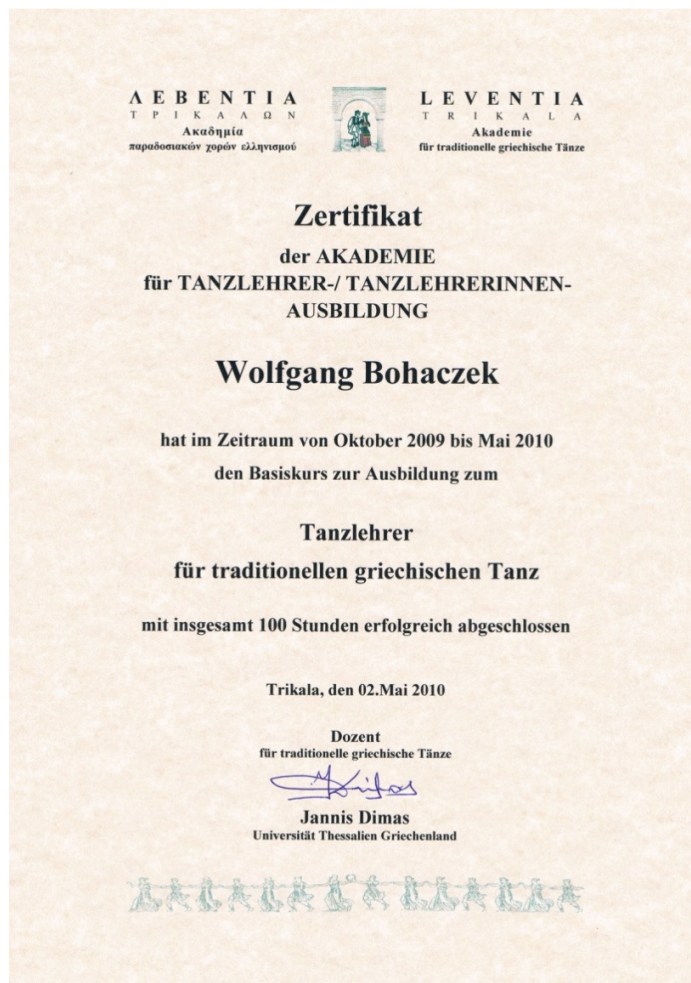 ΛΕΒΕΝΤΙΑ
ΤΡΙΚΑΛΩΝ
Ακαδημία
παραδοσιακών χορών ελληνισμού
LEVENTIA
TRIKALA
Akademie
für traditionelle griechische Tänze
Zertifikat
der AKADEMIE
für TANZLEHRER-/ TANZLEHRERINNEN-
AUSBILDUNG
Wolfgang Bohaczek
hat im Zeitraum von Oktober 2009 bis Mai 2010
den Basiskurs zur Ausbildung zum
Tanzlehrer
für traditionellen griechischen Tanz
mit insgesamt 100 Stunden erfolgreich abgeschlossen
Trikala, den 02.Mai 2010
Dozent
für traditionelle griechische Tänze
Jannis Dimas
Universität Thessalien Griechenland